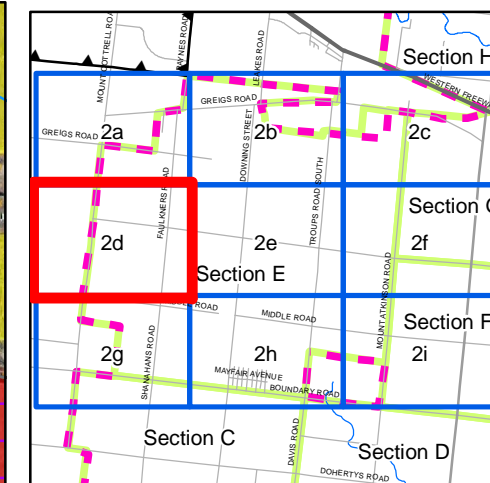 MOUNT COTTRELL ROAD
FAYNES ROAD
LEAKES ROAD
Section H
WESTERN FREEW
GREIGS ROAD
GREIGS ROAD
2a
2b
2c
DOWNING STREET
FAULKNERS ROAD
TROUPS ROAD SOUTH
Section
2d
2e
2f
Section E
MOUNT ATKINSON ROAD
ROAD
MIDDLE ROAD
Section F
2g
2h
2i
SHANAHANS ROAD
MAYFAIR AVENUE
BOUNDARY ROAD
Section C
Section D
DAVIS ROAD
DOHERTYS ROAD